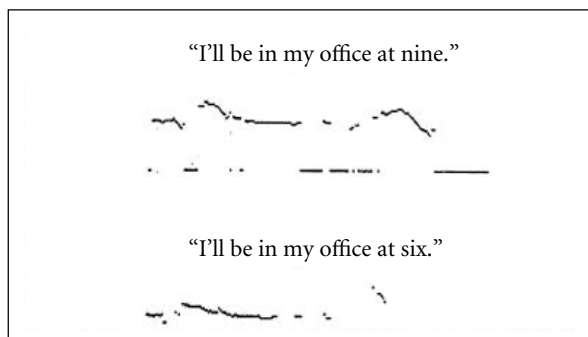 “I’ll be in my office at nine.”
“I’ll be in my office at six.”